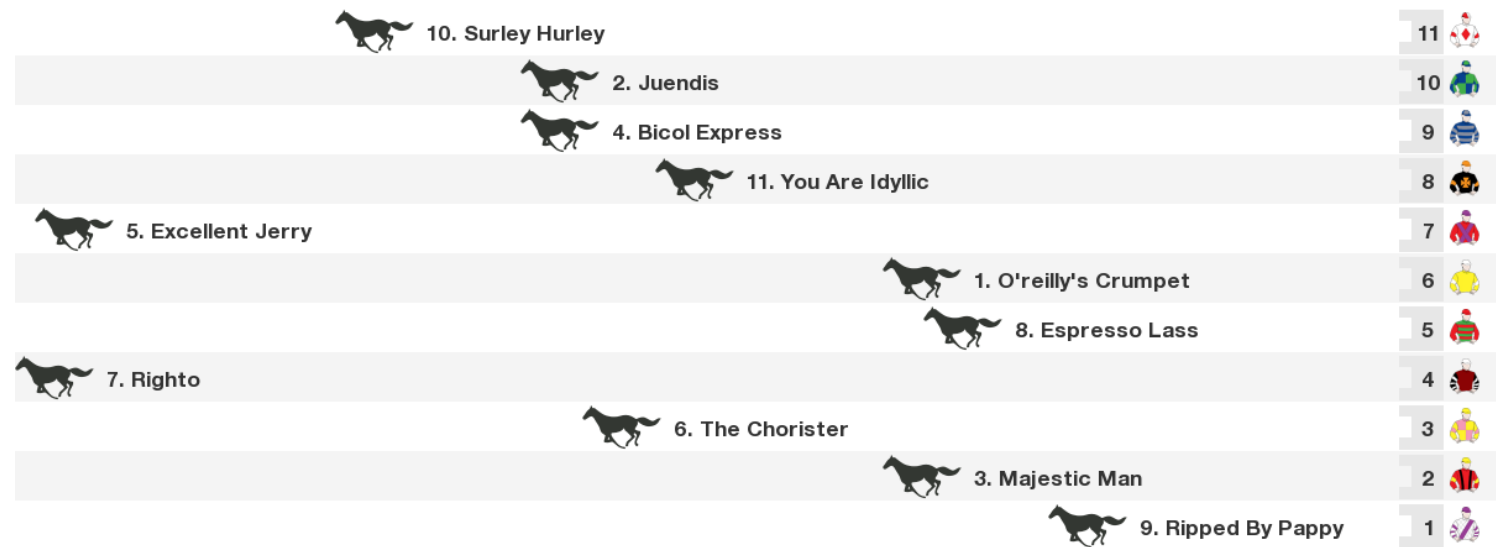 10. Surley Hurley 11
2. Juendis 10
4. Bicol Express 9
11. You Are Idyllic 8
5. Excellent Jerry 7
1. O'reilly's Crumpet 6
8. Espresso Lass 5
7. Righto 4
6. The Chorister 3
3. Majestic Man 2
9. Ripped By Pappy 1